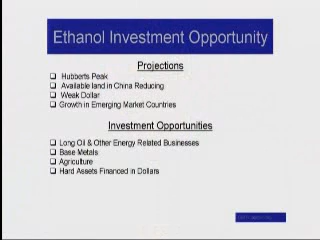 Ethanol Investment Opportunity
Projections
Hubberts Peak
Available land in China Reducing
Weak Dollar
Growth in Emerging Market Countries
Investment Opportunities
Long Oil & Other Energy Related Businesses
Base Metals
Agriculture
Hard Assets Financed in Dollars